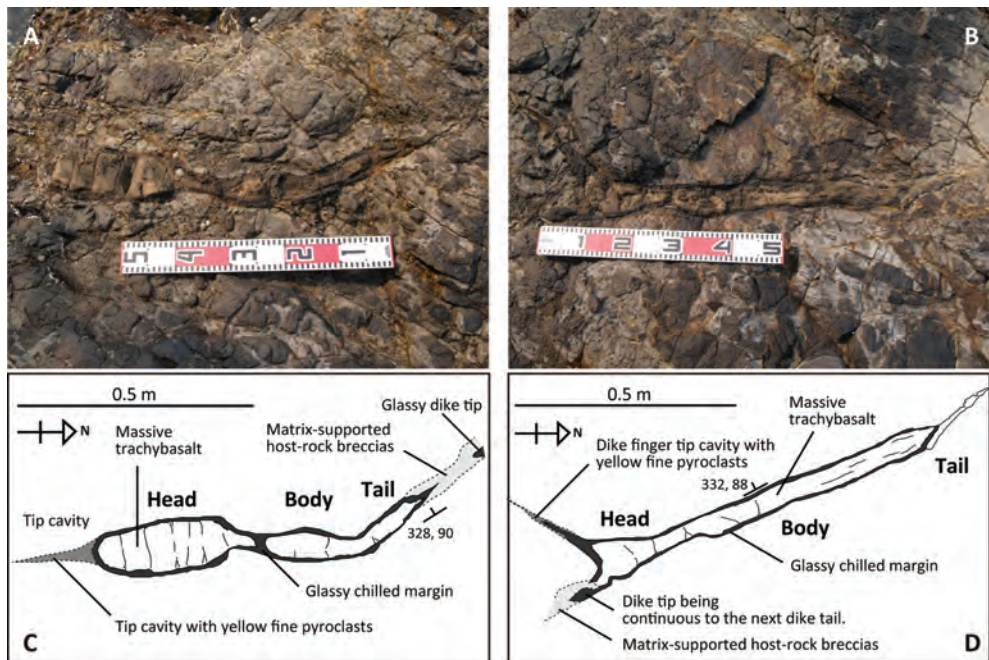 A
5 4 3 2 1
B
1 2 3 4 5
0.5 m
N
Massive
trachybasalt
Glassy dike tip
Matrix-supported
host-rock breccias
Head
Body
Tail
Tip cavity
328, 90
Glassy chilled margin
Tip cavity with yellow fine pyroclasts
C
0.5 m
N
Massive
trachybasalt
Dike finger tip cavity with
yellow fine pyroclasts
332, 88
Tail
Head
Body
Glassy chilled margin
Dike tip being
continuous to the next dike tail.
Matrix-supported host-rock breccias
D